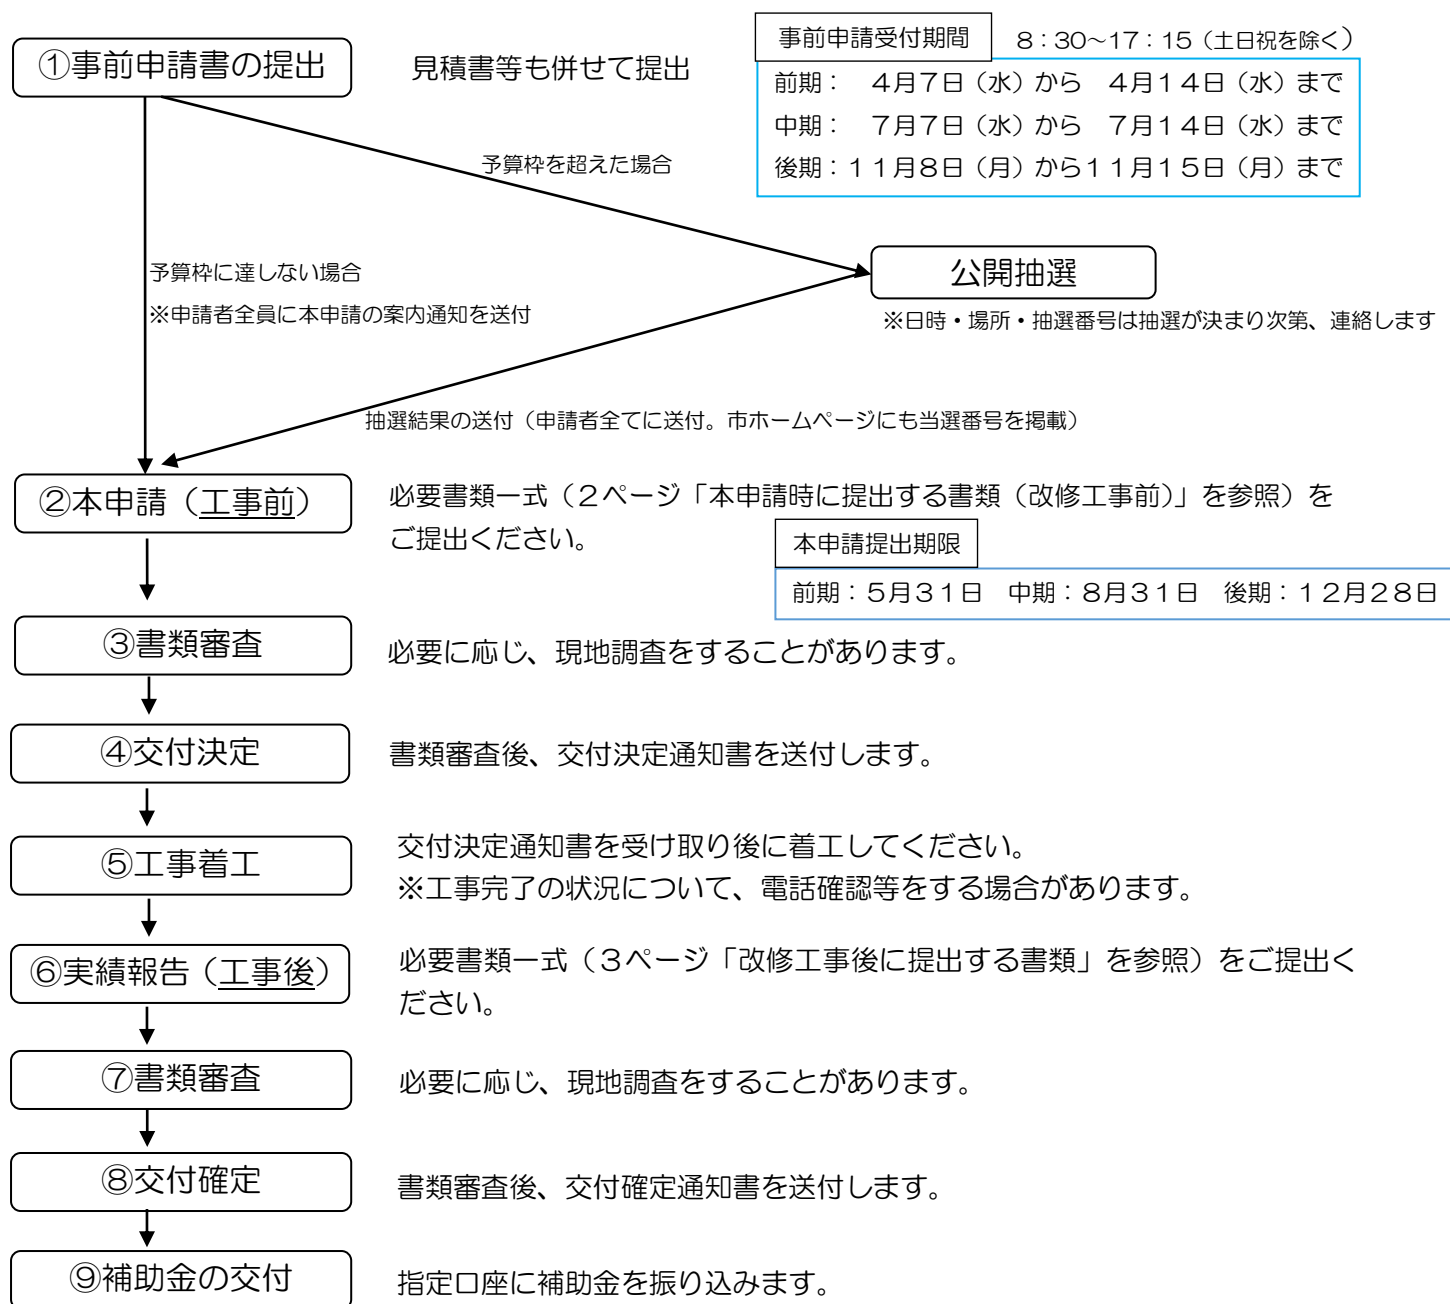 ①事前申請書の提出
見積書等も併せて提出
事前申請受付期間
8：30～17：15（土日祝を除く）
前期：　４月７日（水）から　４月１４日（水）まで
中期：　７月７日（水）から　７月１４日（水）まで
後期：１１月８日（月）から１１月１５日（月）まで
予算枠を超えた場合
予算枠に達しない場合
※申請者全員に本申請の案内通知を送付
公開抽選
※日時・場所・抽選番号は抽選が決まり次第、連絡します
抽選結果の送付（申請者全てに送付。市ホームページにも当選番号を掲載）
②本申請（工事前）
必要書類一式（２ページ「本申請時に提出する書類（改修工事前）」を参照）を
ご提出ください。
本申請提出期限
前期：５月３１日　中期：８月３１日　後期：１２月２８日
③書類審査
必要に応じ、現地調査をすることがあります。
④交付決定
書類審査後、交付決定通知書を送付します。
⑤工事着工
交付決定通知書を受け取り後に着工してください。
※工事完了の状況について、電話確認等をする場合があります。
⑥実績報告（工事後）
必要書類一式（３ページ「改修工事後に提出する書類」を参照）をご提出く
ださい。
⑦書類審査
必要に応じ、現地調査をすることがあります。
⑧交付確定
書類審査後、交付確定通知書を送付します。
⑨補助金の交付
指定口座に補助金を振り込みます。